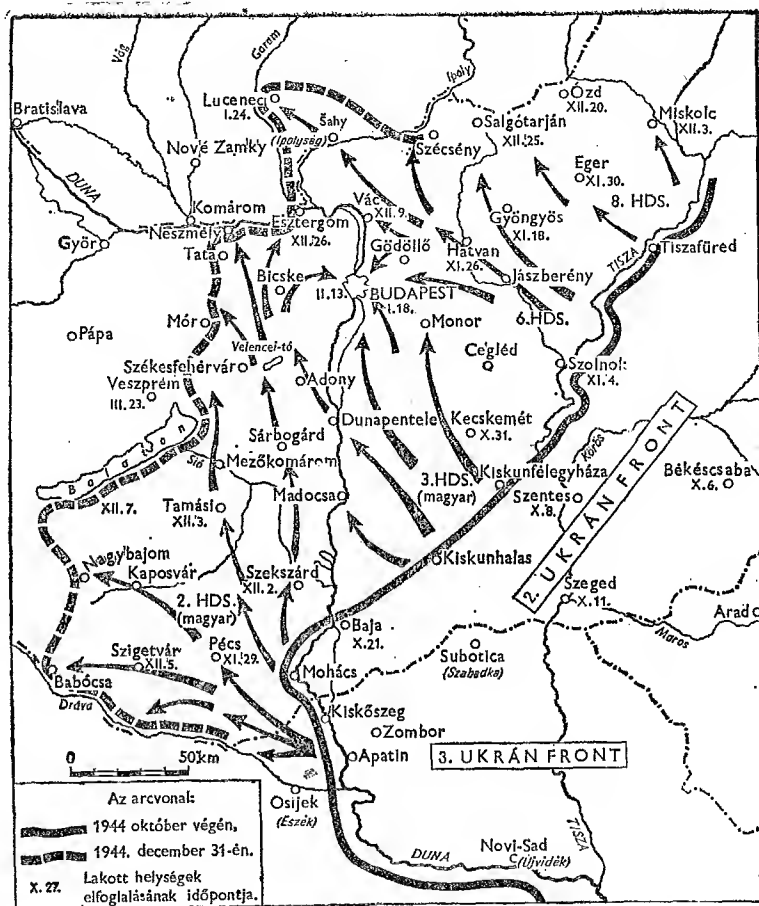 Vág
Garam
Ipoly
Bratislava
Lucenec
I.24.
Šahy
(Ipolyság)
Nové Zamky
DUNA
Szécsény
Salgótarján
XII.25.
Ózd
XII.20.
Miskolc
XII.3.
Eger
XI.30.
8. HDS.
Komárom
Neszmély
Esztergom
XII.26.
Vác
XII.9.
Gyöngyös
XI.18.
Győr
Tata
Gödöllő
Hatvan
XI.26.
TISZA
Tiszafüred
Bicske
II.13.
BUDAPEST
I.18.
Jászberény
6.HDS.
Pápa
Mór
Velencei-tó
Monor
Székesfehérvár
Cegléd
Szolnok
XI.4.
Veszprém
III.23.
Adony
Dunapentele
Kecskemét
X.31.
Sárbogárd
Balaton
Sió
Mezőkomárom
Körös
3.HDS.
(magyar)
Kiskunfélegyháza
Békéscsaba
X.6.
XII.7.
Tamási
XII.3.
Madocsa
Szentes
X.8.
2. UKRÁN FRONT
Nagybajom
Kaposvár
Szekszárd
XII.2.
Kiskunhalas
2. HDS.
(magyar)
Szeged
X.11.
Baja
X.21.
Arad
Maros
Szigetvár
XII.5.
Pécs
XI.29.
Subotica
(Szabadka)
Babócsa
Mohács
Dráva
Kiskőszeg
Zombor
Apatin
3. UKRÁN FRONT
0 50 km
Osijek
(Eszék)
DUNA
Novi-Sad
(Újvidék)
TISZA
Az arcvonal:
1944 október végén,
1944. december 31-én.
X. 27. Lakott helységek
elfoglalásának időpontja.